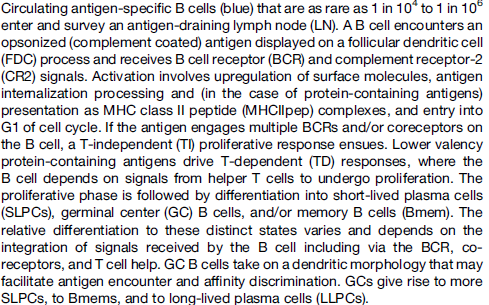 Circulating antigen-specific B cells (blue) that are as rare as 1 in 10⁴ to 1 in 10⁶
enter and survey an antigen-draining lymph node (LN). A B cell encounters an
opsonized (complement coated) antigen displayed on a follicular dendritic cell
(FDC) process and receives B cell receptor (BCR) and complement receptor-2
(CR2) signals. Activation involves upregulation of surface molecules, antigen
internalization processing and (in the case of protein-containing antigens)
presentation as MHC class II peptide (MHCIIpep) complexes, and entry into
G1 of cell cycle. If the antigen engages multiple BCRs and/or coreceptors on
the B cell, a T-independent (TI) proliferative response ensues. Lower valency
protein-containing antigens drive T-dependent (TD) responses, where the
B cell depends on signals from helper T cells to undergo proliferation. The
proliferative phase is followed by differentiation into short-lived plasma cells
(SLPCs), germinal center (GC) B cells, and/or memory B cells (Bmem). The
relative differentiation to these distinct states varies and depends on the
integration of signals received by the B cell including via the BCR, co-
receptors, and T cell help. GC B cells take on a dendritic morphology that may
facilitate antigen encounter and affinity discrimination. GCs give rise to more
SLPCs, to Bmems, and to long-lived plasma cells (LLPCs).